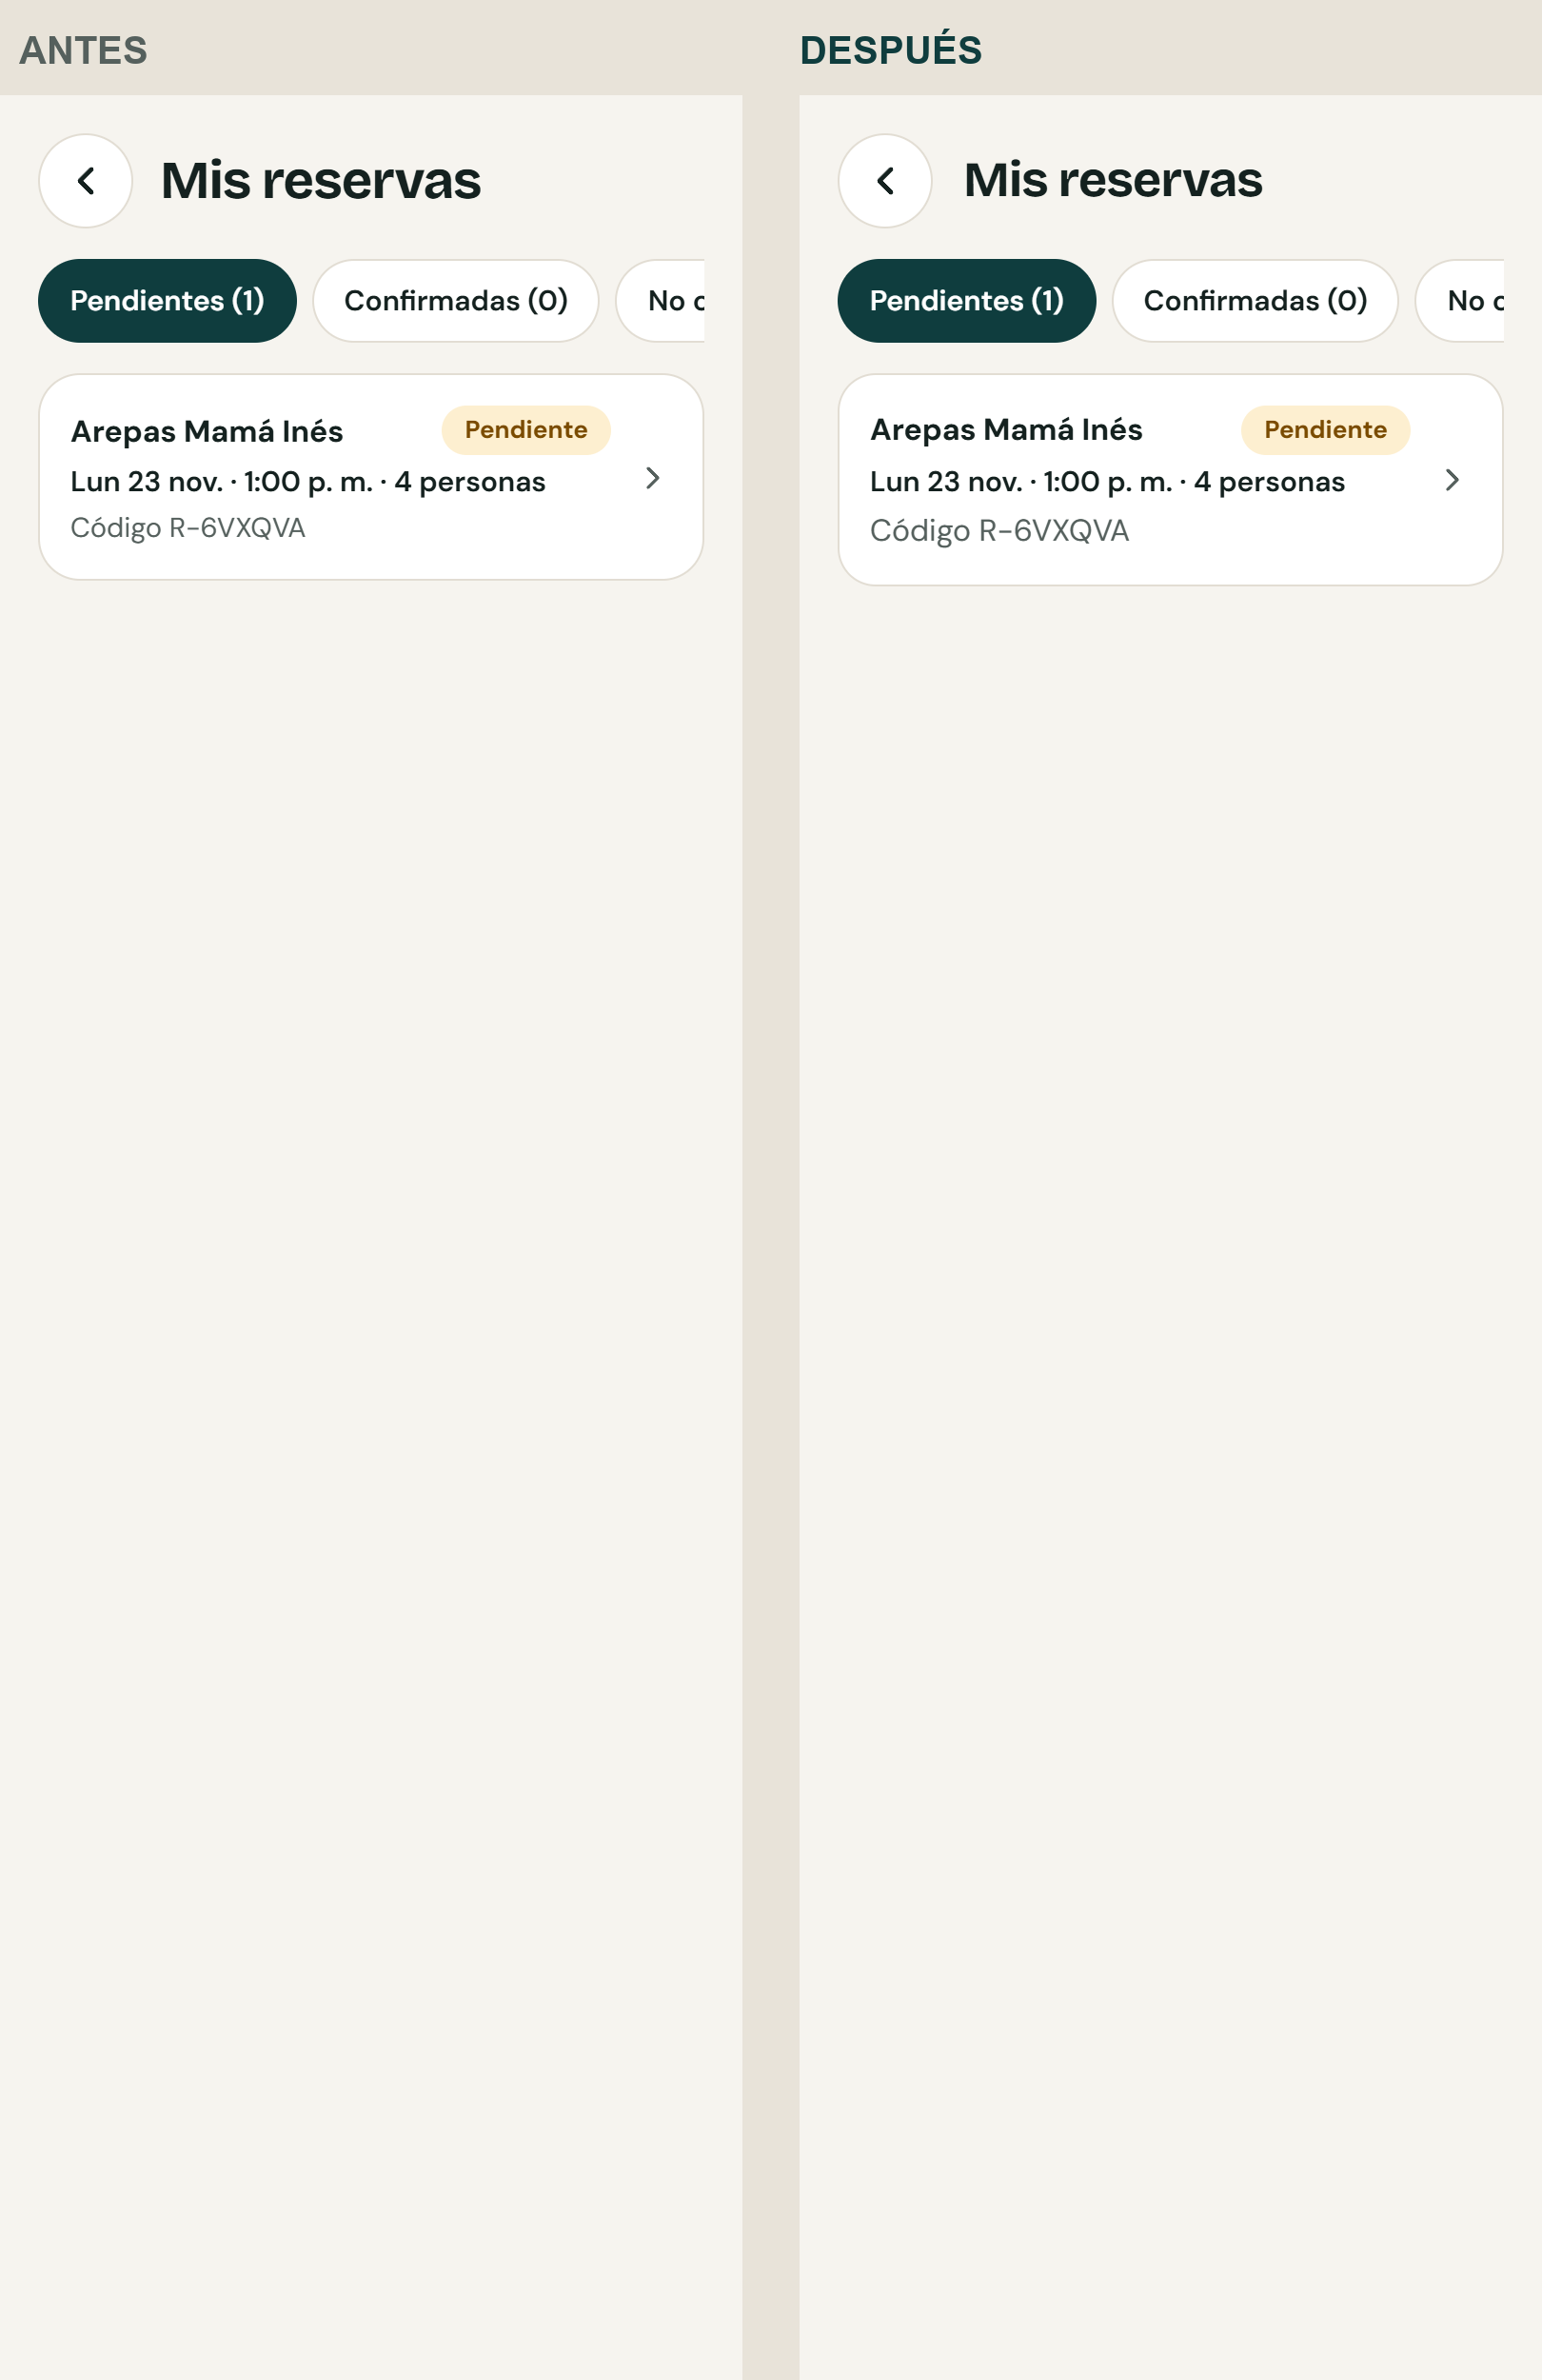 ANTES
Mis reservas
Pendientes (1)
Confirmadas (0)
No
Arepas Mamá Inés
Pendiente
Lun 23 nov. · 1:00 p. m. · 4 personas
Código R-6VXQVA
DESPUÉS
Mis reservas
Pendientes (1)
Confirmadas (0)
No
Arepas Mamá Inés
Pendiente
Lun 23 nov. · 1:00 p. m. · 4 personas
Código R-6VXQVA